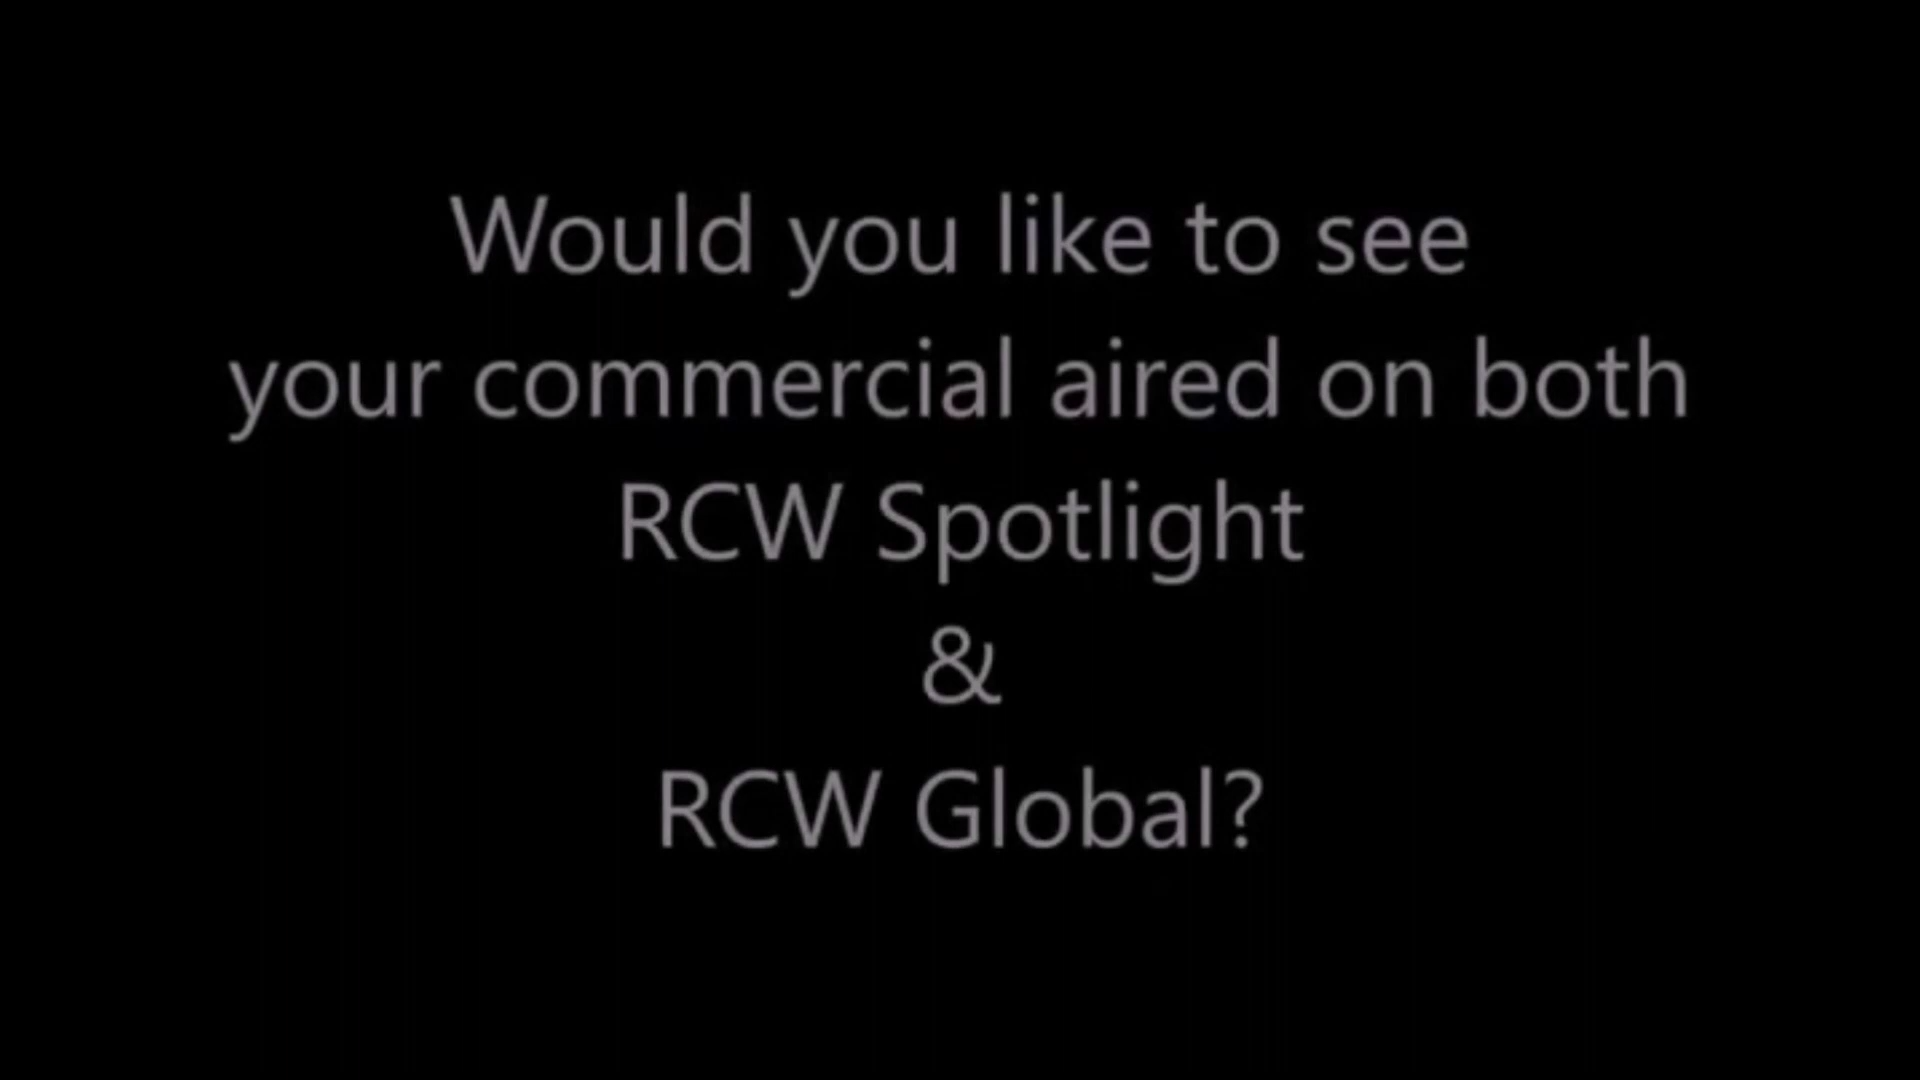 Would you like to see
your commercial aired on both
RCW Spotlight
&
RCW Global?